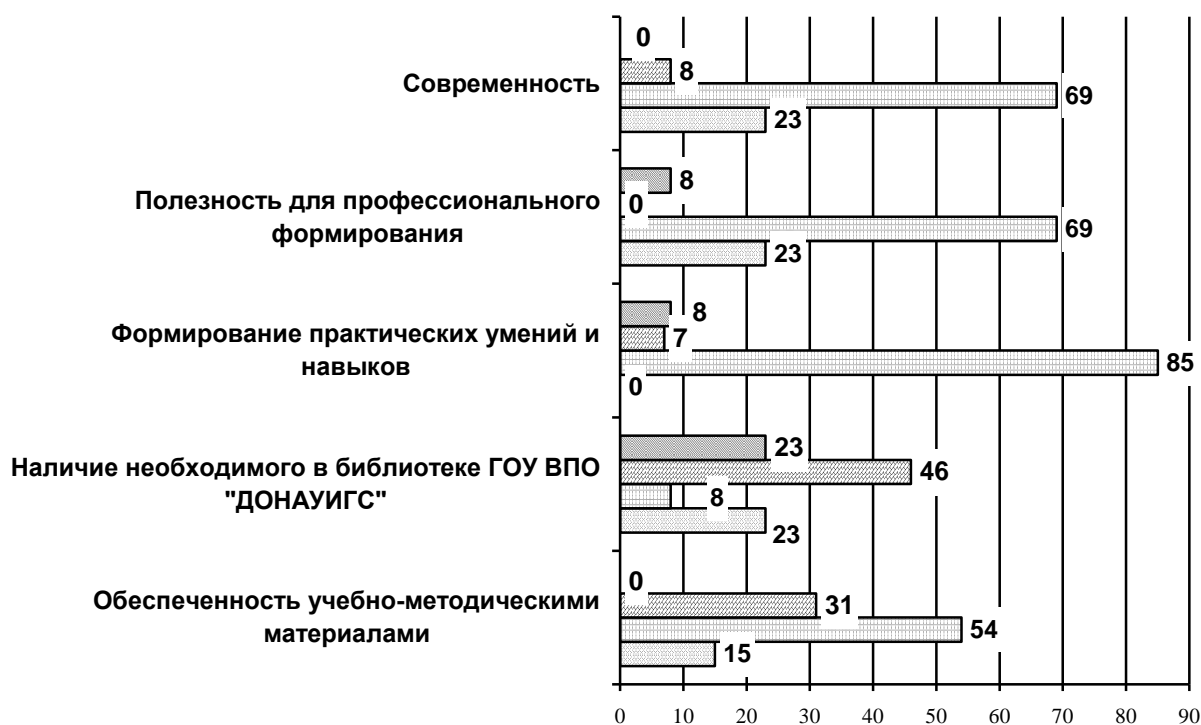 0
8
Современность
69
23
8
Полезность для профессионального
0
формирования
69
23
8
Формирование практических умений и
7
навыков
85
0
23
Наличие необходимого в библиотеке ГОУ ВПО
46
"ДОНАУИГС"
8
23
0
Обеспеченность учебно-методическими
31
материалами
54
15
0 10 20 30 40 50 60 70 80 90